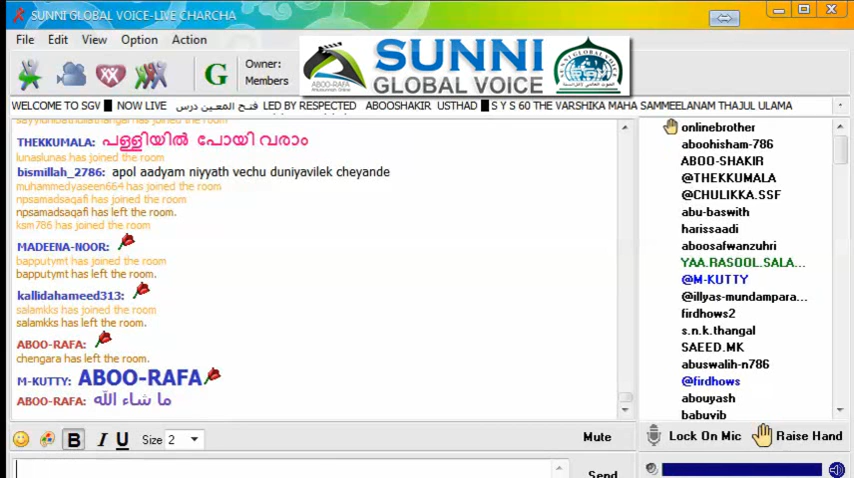 SUNNI GLOBAL VOICE-LIVE CHARCHA
File Edit View Option Action
G Owner:
Members
ABOO-RAFA
SUNNI
GLOBAL VOICE
WELCOME TO SGV █ NOW LIVE فتح المعين درس LED BY RESPECTED ABOOSHAKIR USTHAD █ S Y S 60 THE VARSHIKA MAHA SAMMEELANAM THAJUL ULAMA
has joined the room
THEKKUMALA: പള്ളിയിൽ പോയി വരാം
lunaslunas has joined the room
bismillah_2786: apol aadyam niyyath vechu duniyavilek cheyande
muhammedyaseen664 has joined the room
npsamadsaqafi has joined the room
npsamadsaqafi has left the room.
ksm786 has joined the room
MADEENA-NOOR:
bapputymt has joined the room
bapputymt has left the room.
kallidahameed313:
salamkks has joined the room
salamkks has left the room.
ABOO-RAFA:
chengara has left the room.
M-KUTTY: ABOO-RAFA
ABOO-RAFA: ما شاء الله
onlinebrother
aboohisham-786
ABOO-SHAKIR
@THEKKUMALA
@CHULIKKA.SSF
abu-baswith
harissaadi
aboosafwanzuhri
YAA.RASOOL.SALA...
@M-KUTTY
@illyas-mundampara...
firdhows2
s.n.k.thangal
SAEED.MK
abuswalih-n786
@firdhows
abouyash
babuvib
B I U Size 2
Mute
Lock On Mic
Raise Hand
Send